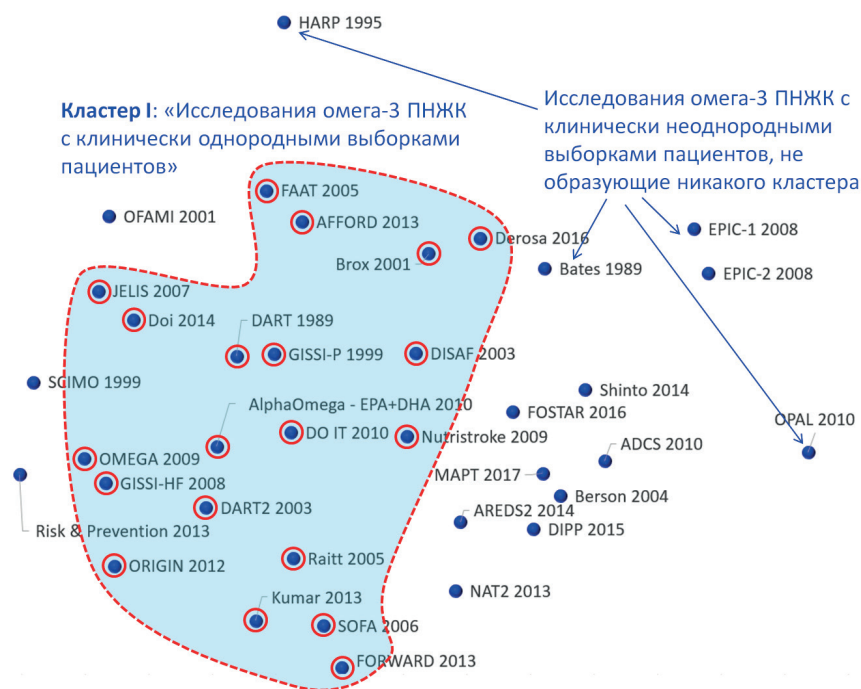 HARP 1995
Кластер I: «Исследования омега-3 ПНЖК
с клинически однородными выборками
пациентов»
Исследования омега-3 ПНЖК с
клинически неоднородными
выборками пациентов, не
образующие никакого кластера
FAAT 2005
OFAMI 2001
AFFORD 2013
EPIC-1 2008
Derosa 2016
Brox 2001
Bates 1989
EPIC-2 2008
JELIS 2007
Doi 2014
DART 1989
GISSI-P 1999
DISAF 2003
SCIMO 1999
Shinto 2014
AlphaOmega - EPA+DHA 2010
FOSTAR 2016
OPAL 2010
DO IT 2010
Nutristroke 2009
ADCS 2010
OMEGA 2009
MAPT 2017
GISSI-HF 2008
Berson 2004
DART2 2003
AREDS2 2014
Risk & Prevention 2013
DIPP 2015
Raitt 2005
ORIGIN 2012
NAT2 2013
Kumar 2013
SOFA 2006
FORWARD 2013